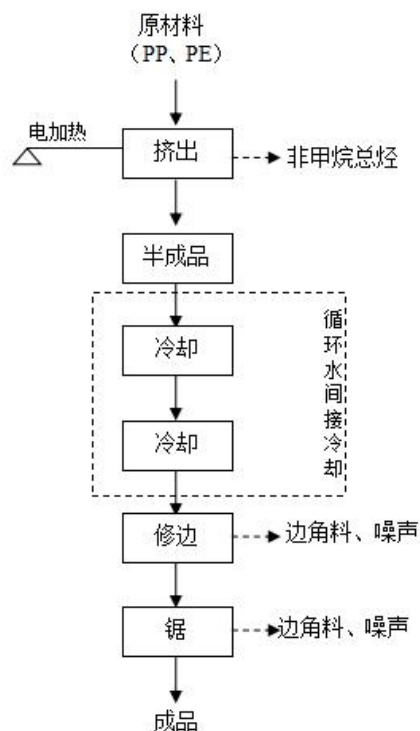 原材料
（PP、PE）
电加热
挤出
非甲烷总烃
半成品
冷却
冷却
循环水间接冷却
修边
边角料、噪声
锯
边角料、噪声
成品